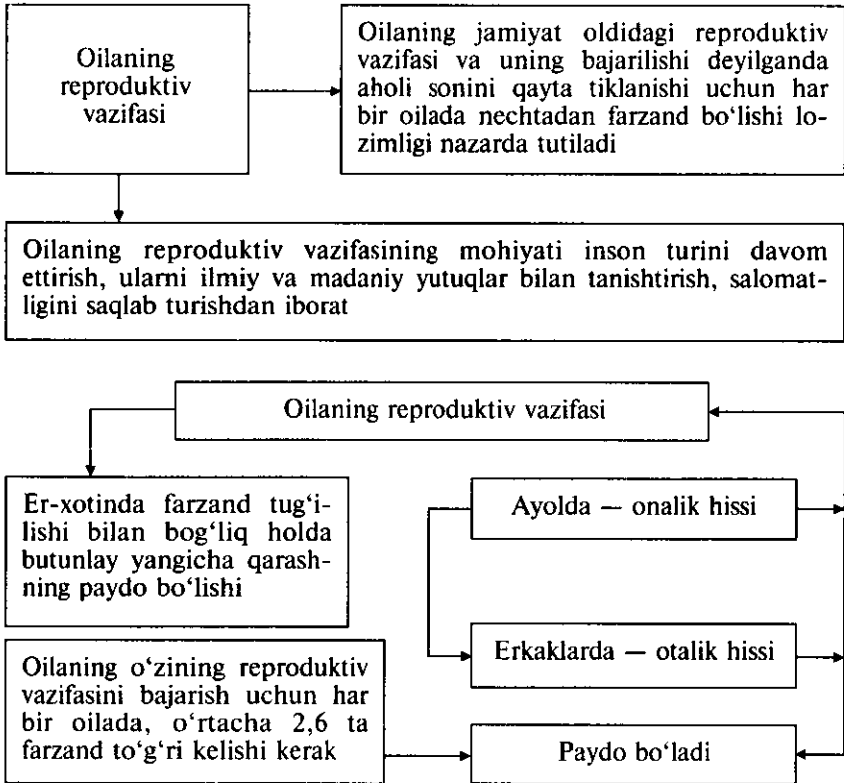 Oilaning
reproduktiv
vazifasi
Oilaning jamiyat oldidagi reproduktiv
vazifasi va uning bajarilishi deyilganda
aholi sonini qayta tiklanishi uchun har
bir oilada nechtadan farzand bo‘lishi lo-
zimligi nazarda tutiladi
Oilaning reproduktiv vazifasining mohiyati inson turini davom
ettirish, ularni ilmiy va madaniy yutuqlar bilan tanishtirish, salomat-
ligini saqlab turishdan iborat
Oilaning reproduktiv vazifasi
Er-xotinda farzand tug‘i-
lishi bilan bog‘liq holda
butunlay yangicha qarash-
ning paydo bo‘lishi
Ayolda — onalik hissi
Erkaklarda — otalik hissi
Oilaning o‘zining reproduktiv
vazifasini bajarish uchun har
bir oilada, o‘rtacha 2,6 ta
farzand to‘g‘ri kelishi kerak
Paydo bo‘ladi